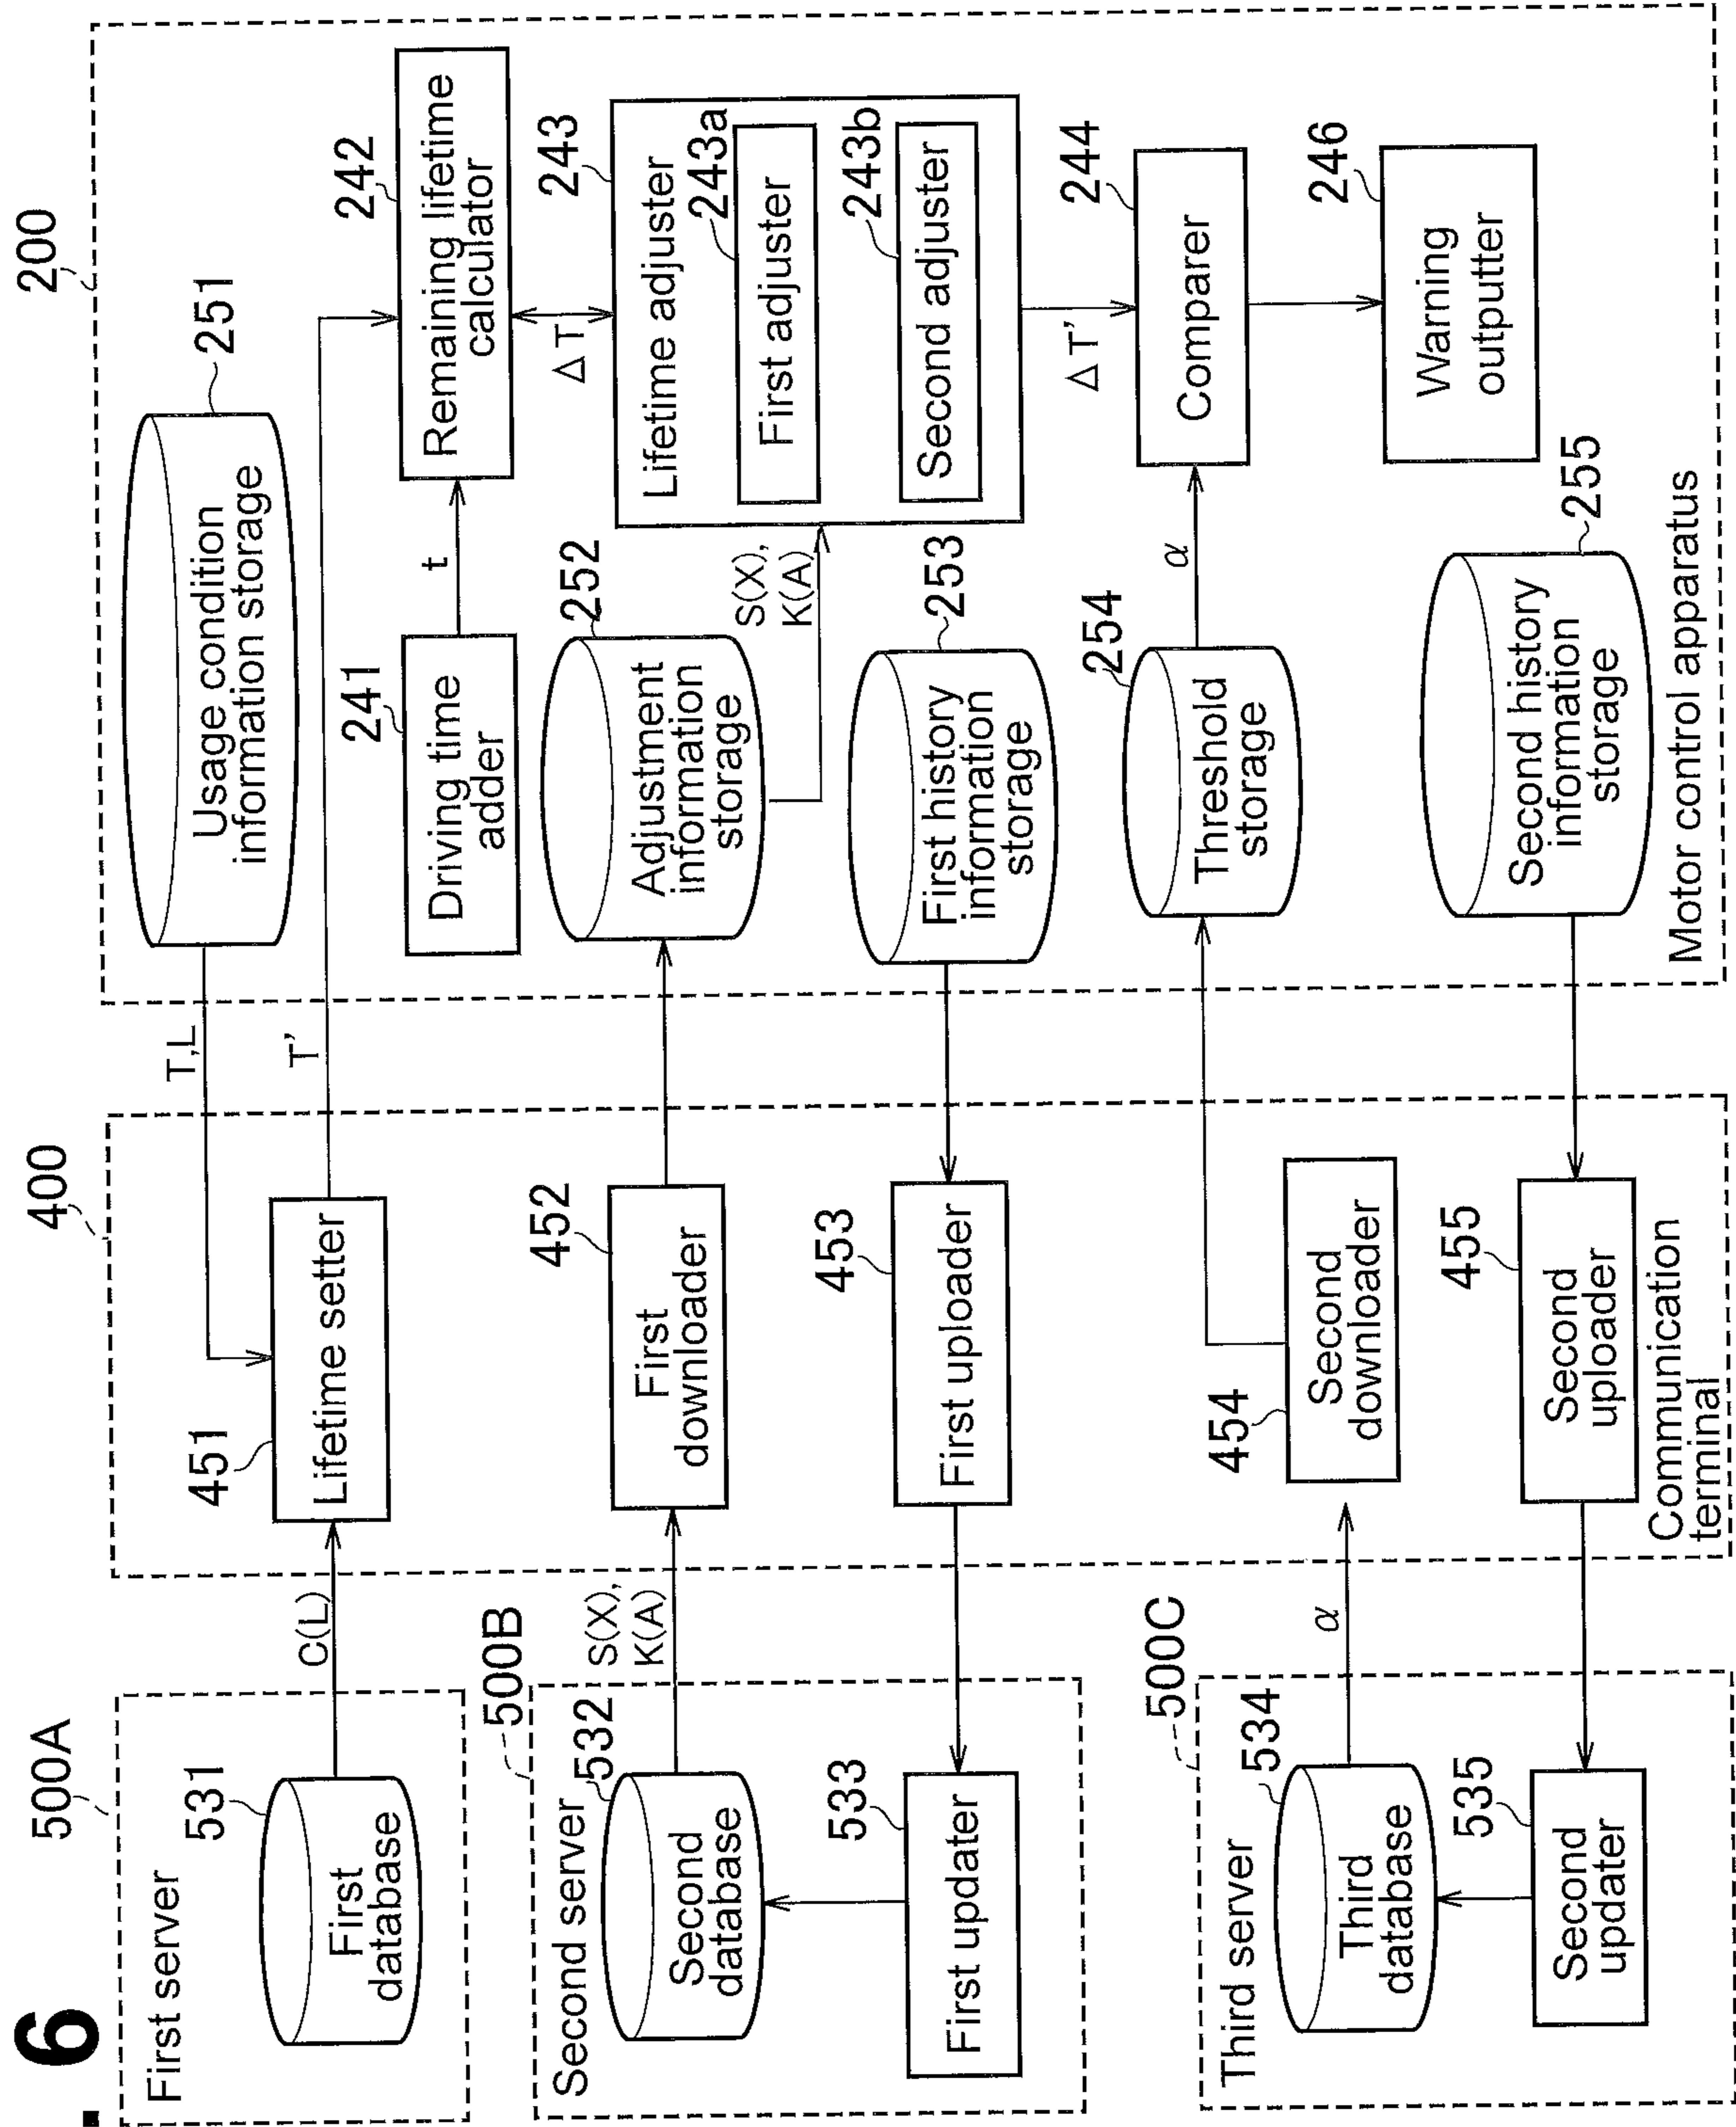 . 6
500A
First server
531
First
database
C(L)
500B
Second server
532
Second
database
S(X),
K(A)
533
First updater
500C
Third server
534
Third
database
α
535
Second
updater
400
451
Lifetime setter
T,L
T'
452
First
downloader
453
First uploader
454
Second
downloader
455
Second
uploader
Communication
terminal
200
251
Usage condition
information storage
241
Driving time
adder
t
242
Remaining lifetime
calculator
ΔT
252
Adjustment
information
storage
S(X),
K(A)
243
Lifetime adjuster
243a
First adjuster
243b
Second adjuster
253
First history
information
storage
ΔT'
254
Threshold
storage
α
244
Comparer
246
Warning
outputter
255
Second history
information
storage
Motor control apparatus